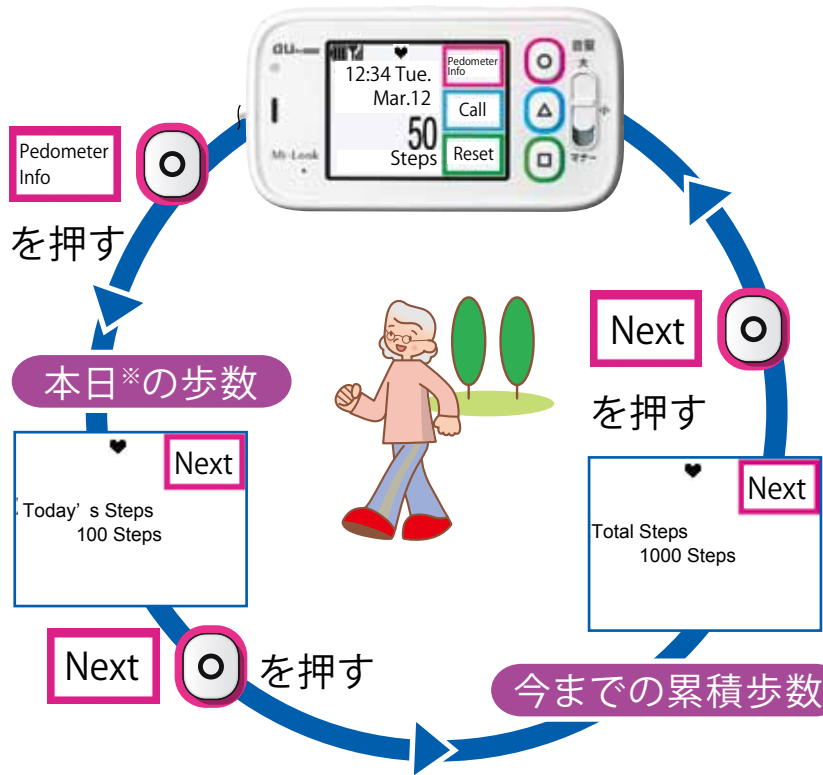 au
12:34 Tue.
Mar.12
50
Steps
Pedometer
Info
Call
Reset
音量
大
小
マナー
Mi-Look
Pedometer
Info
を押す
本日※の歩数
Next
Today’s Steps
100 Steps
Next
を押す
Next
を押す
Next
Total Steps
1000 Steps
今までの累積歩数